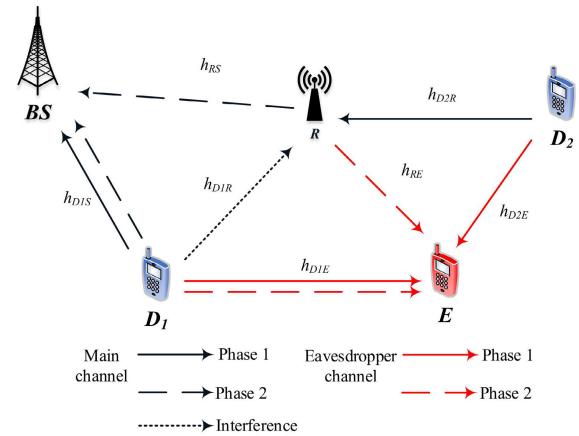 h_RS
BS
R
h_D2R
D_2
h_D1S
h_D1R
h_RE
h_D2E
h_D1E
D_1
E
Main channel
Phase 1
Phase 2
Interference
Eavesdropper channel
Phase 1
Phase 2